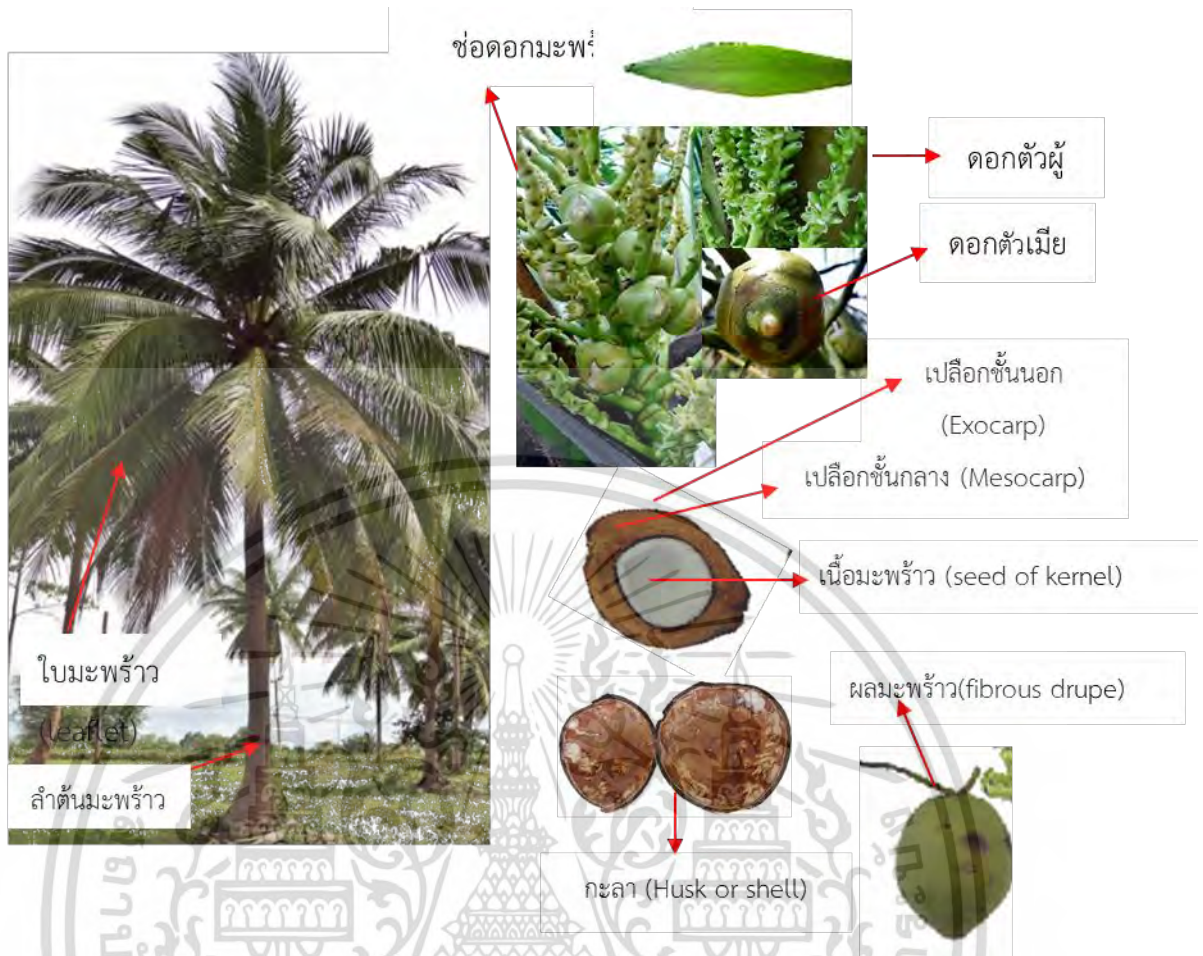 ช่อดอกมะพร้
ดอกตัวผู้
ดอกตัวเมีย
เปลือกชั้นนอก
(Exocarp)
เปลือกชั้นกลาง (Mesocarp)
เนื้อมะพร้าว (seed of kernel)
ใบมะพร้าว
(leaflet)
ผลมะพร้าว(fibrous drupe)
ลำต้นมะพร้าว
กะลา (Husk or shell)